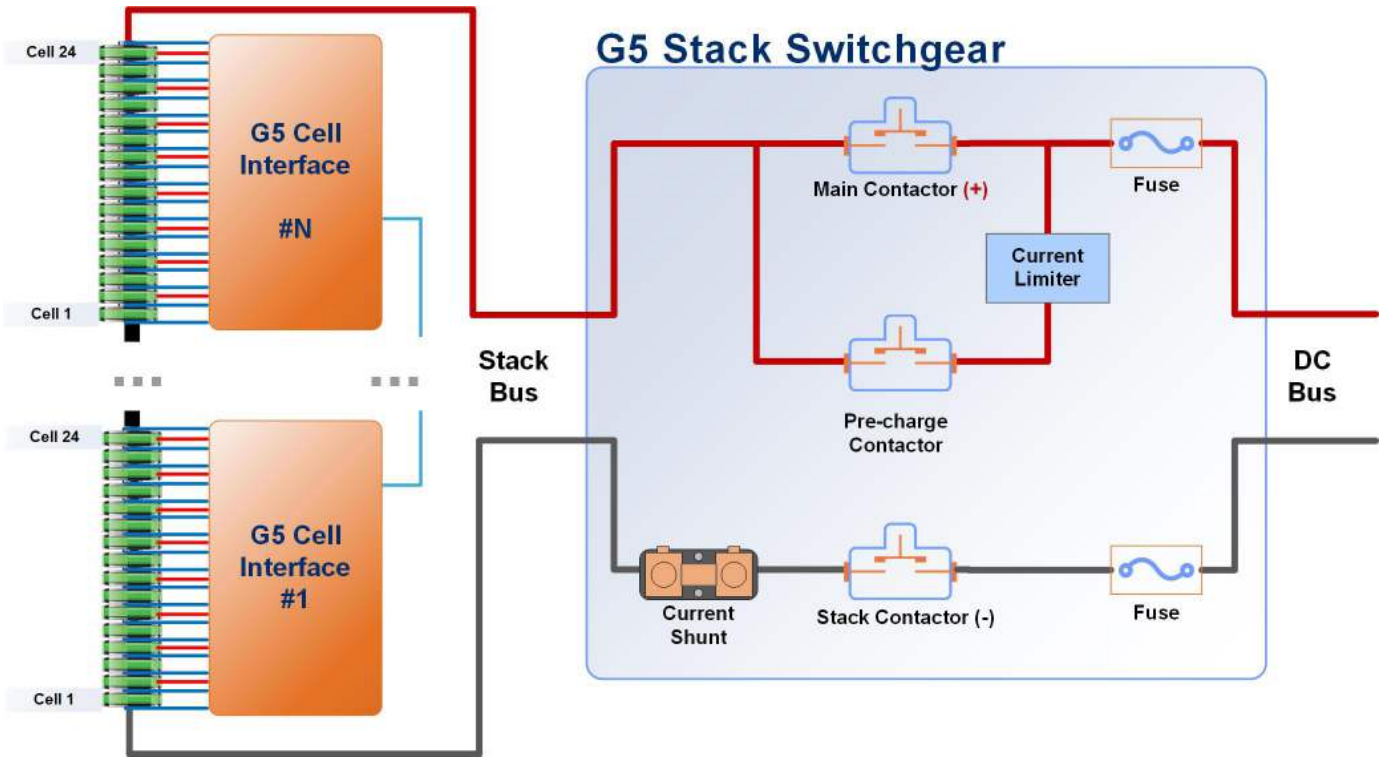 G5 Stack Switchgear
Cell 24
G5 Cell
Interface
#N
Cell 1
Cell 24
G5 Cell
Interface
#1
Cell 1
Stack
Bus
Main Contactor (+)
Fuse
Current
Limiter
Pre-charge
Contactor
DC
Bus
Current
Shunt
Stack Contactor (-)
Fuse